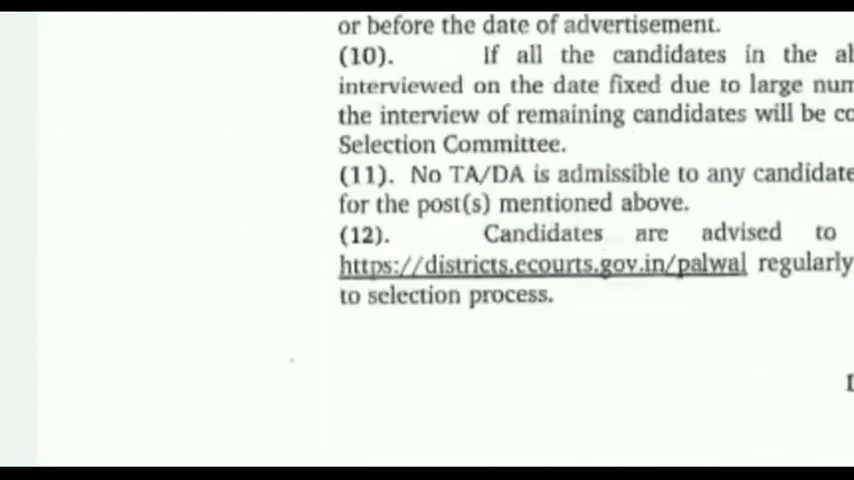 or before the date of advertisement.
(10). If all the candidates in the
interviewed on the date fixed due to large
the interview of remaining candidates will be
Selection Committee.
(11). No TA/DA is admissible to any candidate
for the post(s) mentioned above.
(12). Candidates are advised to
https://districts.ecourts.gov.in/palwal regularly
to selection process.